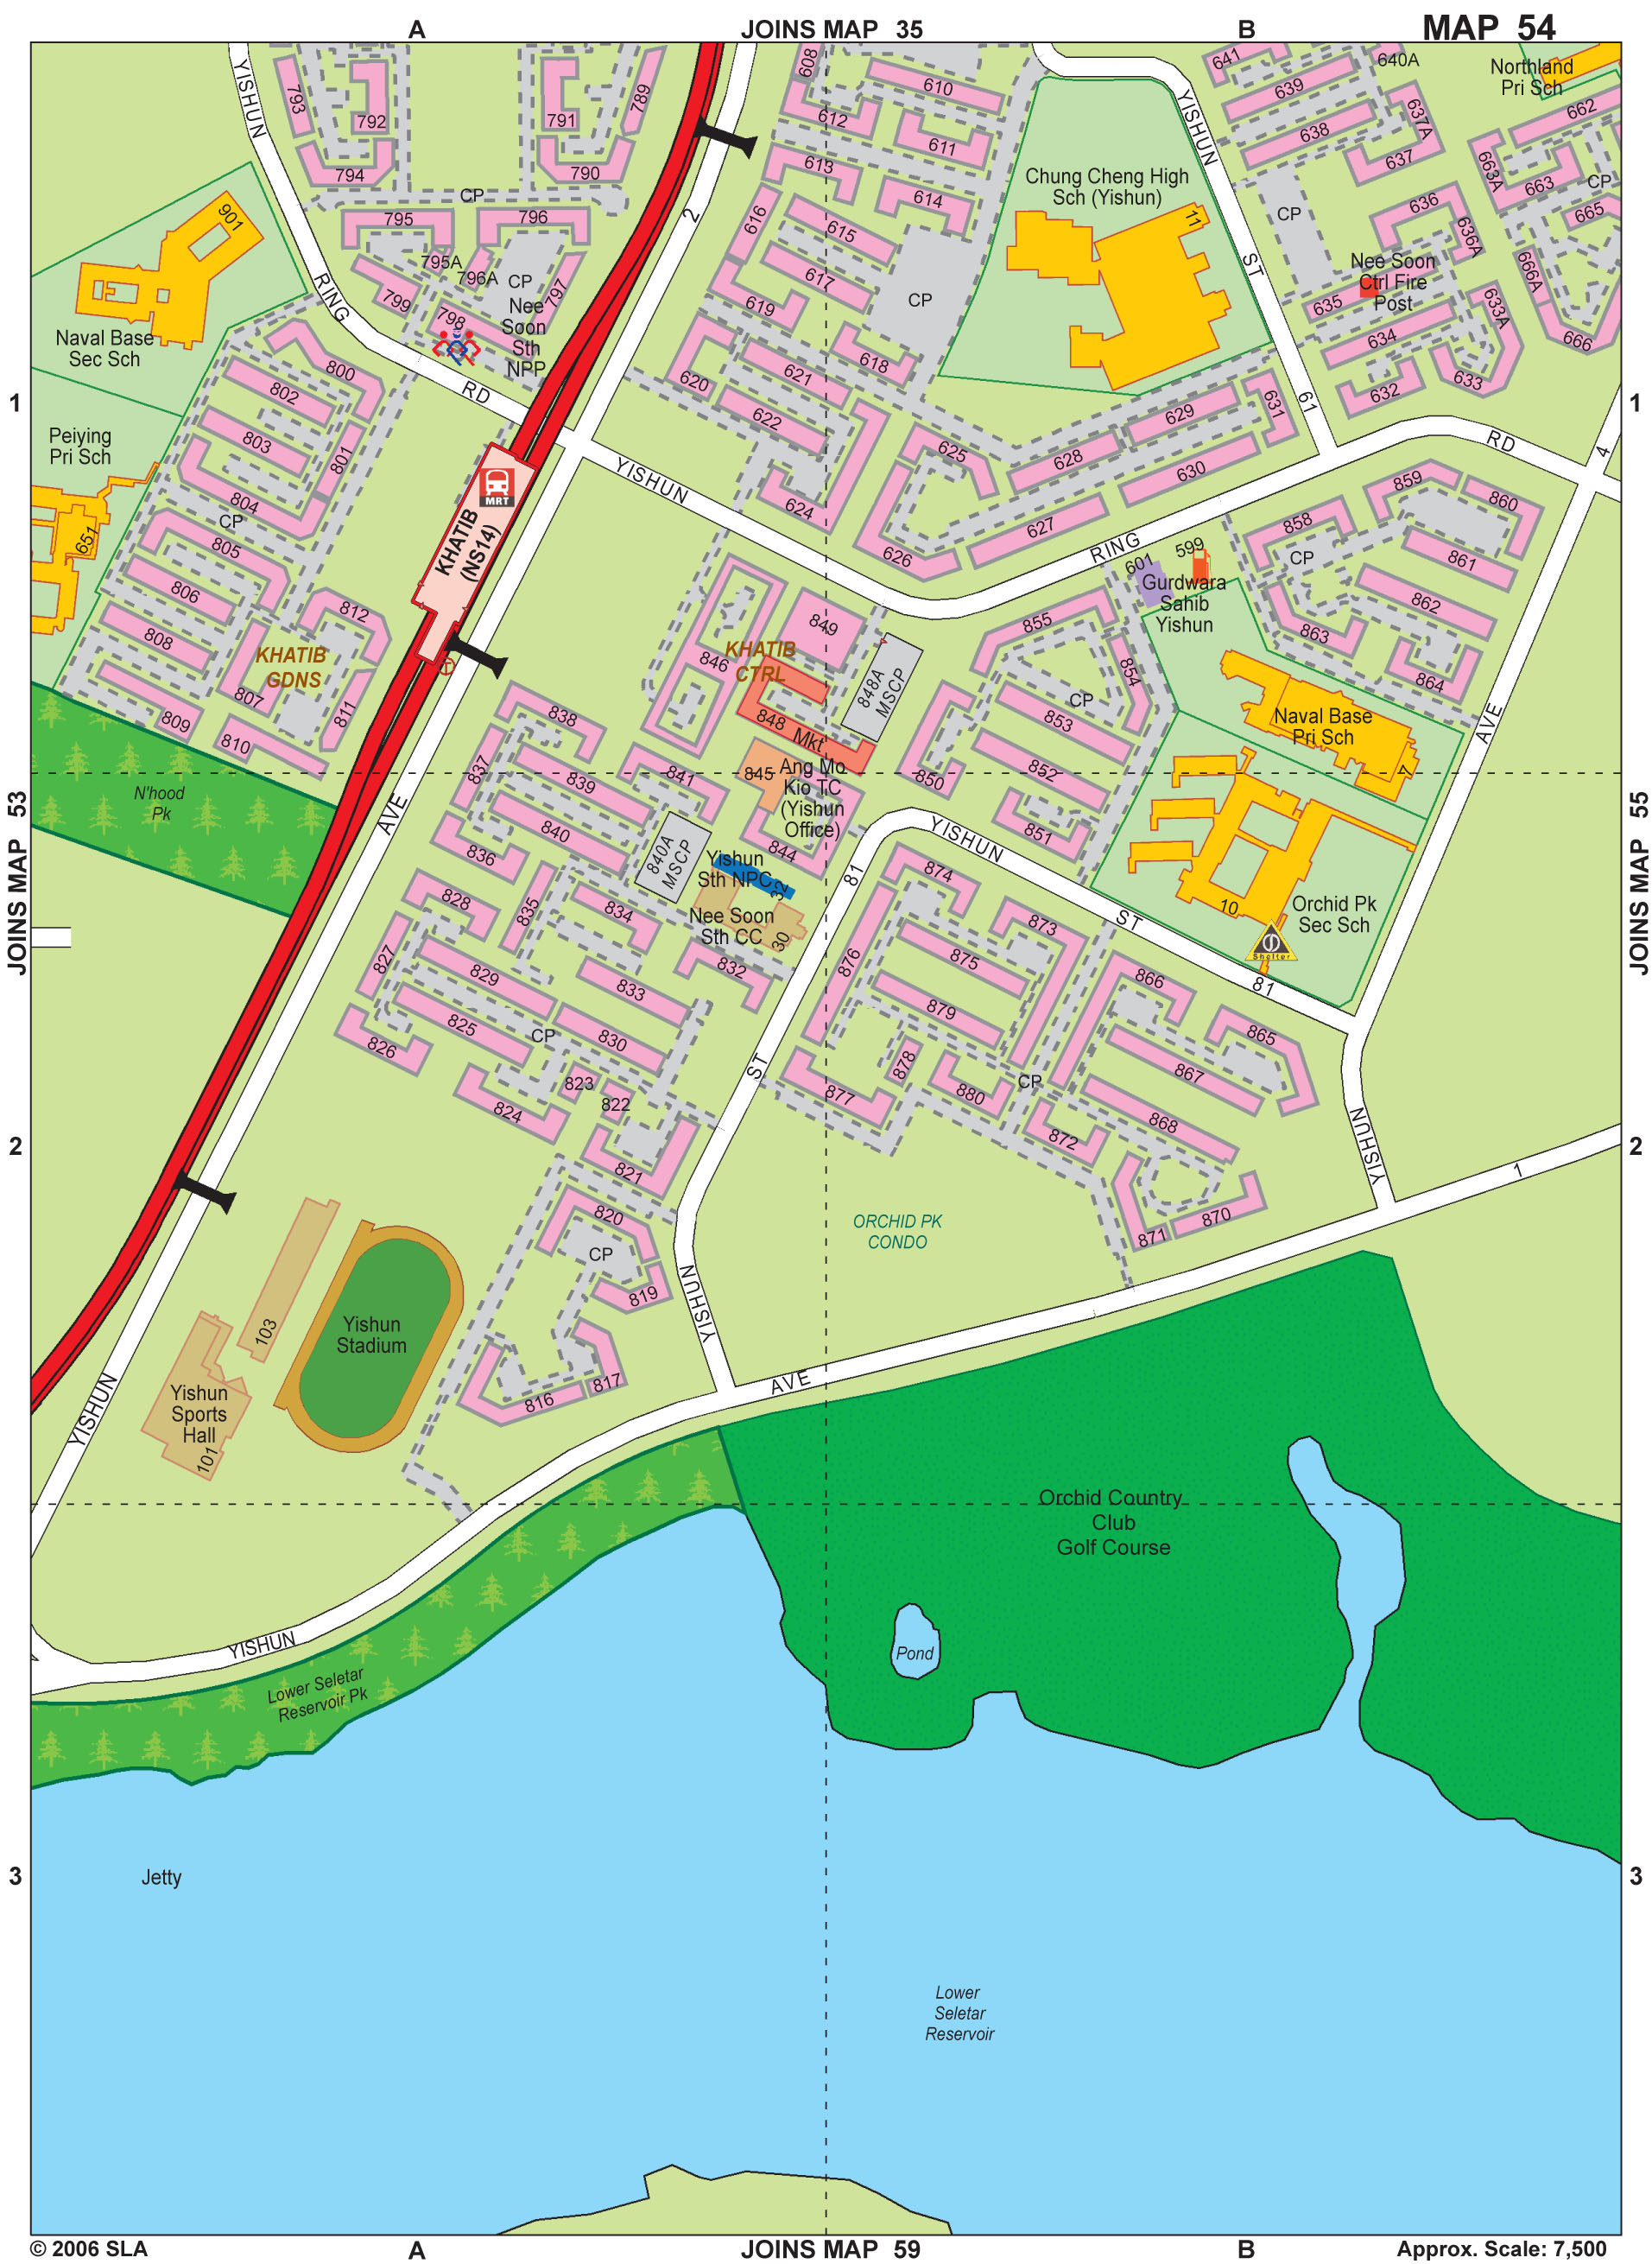 A
JOINS MAP 35
B
MAP 54
YISHUN
793
792
791
789
794
790
CP
795
796
795A
796A
CP
797
799
798
Nee
Soon
Sth
NPP
RING
RD
901
Naval Base
Sec Sch
Peiying
Pri Sch
651
2
608
610
612
611
613
614
616
615
617
619
CP
618
620
621
622
624
625
626
627
628
629
630
631
Chung Cheng High
Sch (Yishun)
11
YISHUN
ST
61
641
640A
639
638
637A
637
CP
636
636A
Nee Soon
Ctrl Fire
Post
635
634
633A
633
632
Northland
Pri Sch
662
663A
663
CP
665
666A
666
RD
4
1
1
800
802
803
801
804
CP
805
806
808
812
KHATIB
GDNS
807
809
810
811
MRT
KHATIB
(NS14)
YISHUN
RING
601
599
Gurdwara
Sahib
Yishun
858
859
860
CP
861
862
863
864
849
KHATIB
CTRL
846
848A
MSCP
848 Mkt
845
Ang Mo
Kio TC
(Yishun
Office)
844
855
854
CP
853
852
850
851
Naval Base
Pri Sch
7
AVE
10
Orchid Pk
Sec Sch
Shelter
N'hood
Pk
AVE
838
837
839
841
840
836
840A
MSCP
Yishun
Sth NPC
32
Nee Soon
Sth CC
30
81
YISHUN
ST
81
828
835
834
827
829
833
832
825
CP
830
826
823
822
824
821
874
873
876
875
879
878
877
880
CP
872
866
865
867
868
870
871
ST
YISHUN
JOINS MAP 53
JOINS MAP 55
2
2
1
820
CP
819
817
816
ORCHID PK
CONDO
YISHUN
AVE
103
Yishun
Stadium
Yishun
Sports
Hall
101
YISHUN
YISHUN
Lower Seletar
Reservoir Pk
Orchid Country
Club
Golf Course
Pond
3
3
Jetty
Lower
Seletar
Reservoir
© 2006 SLA
A
JOINS MAP 59
B
Approx. Scale: 7,500